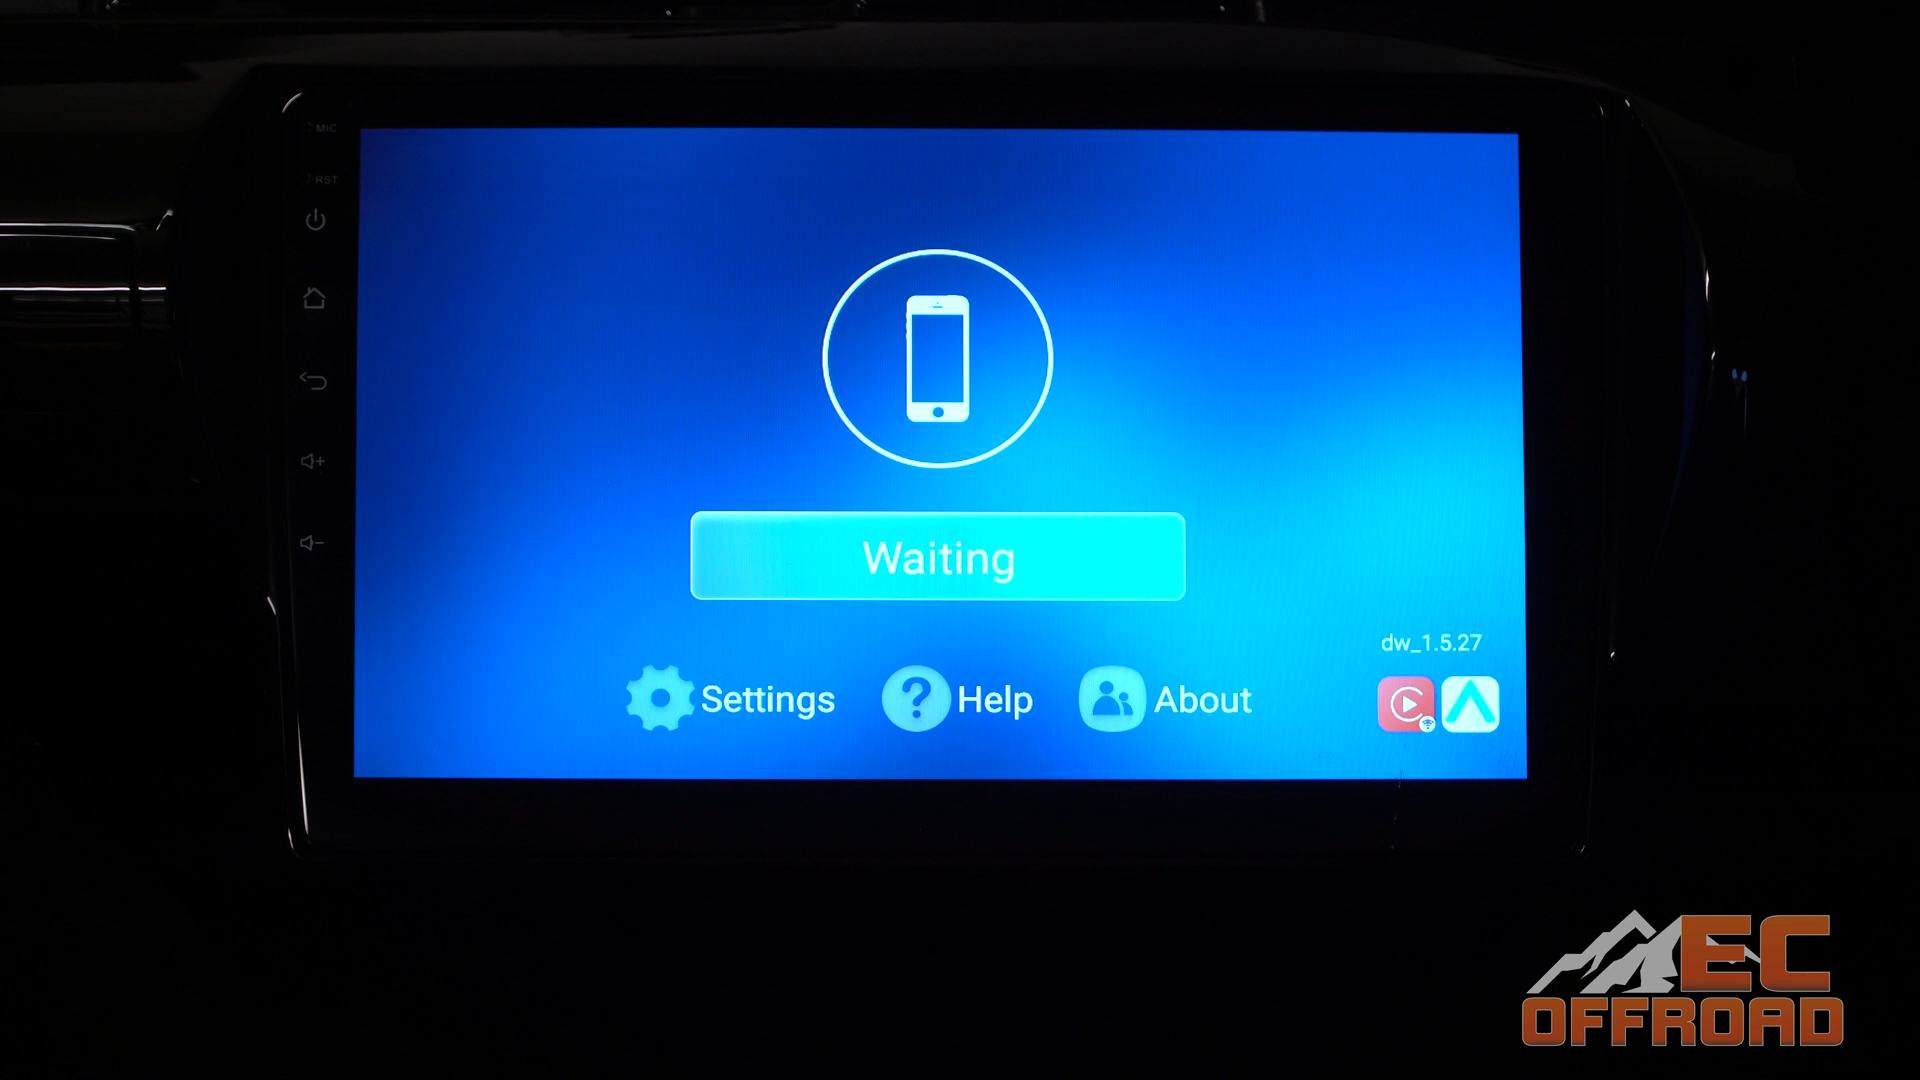 MIC
RST
Waiting
dw_1.5.27
Settings
Help
About
EC
OFFROAD